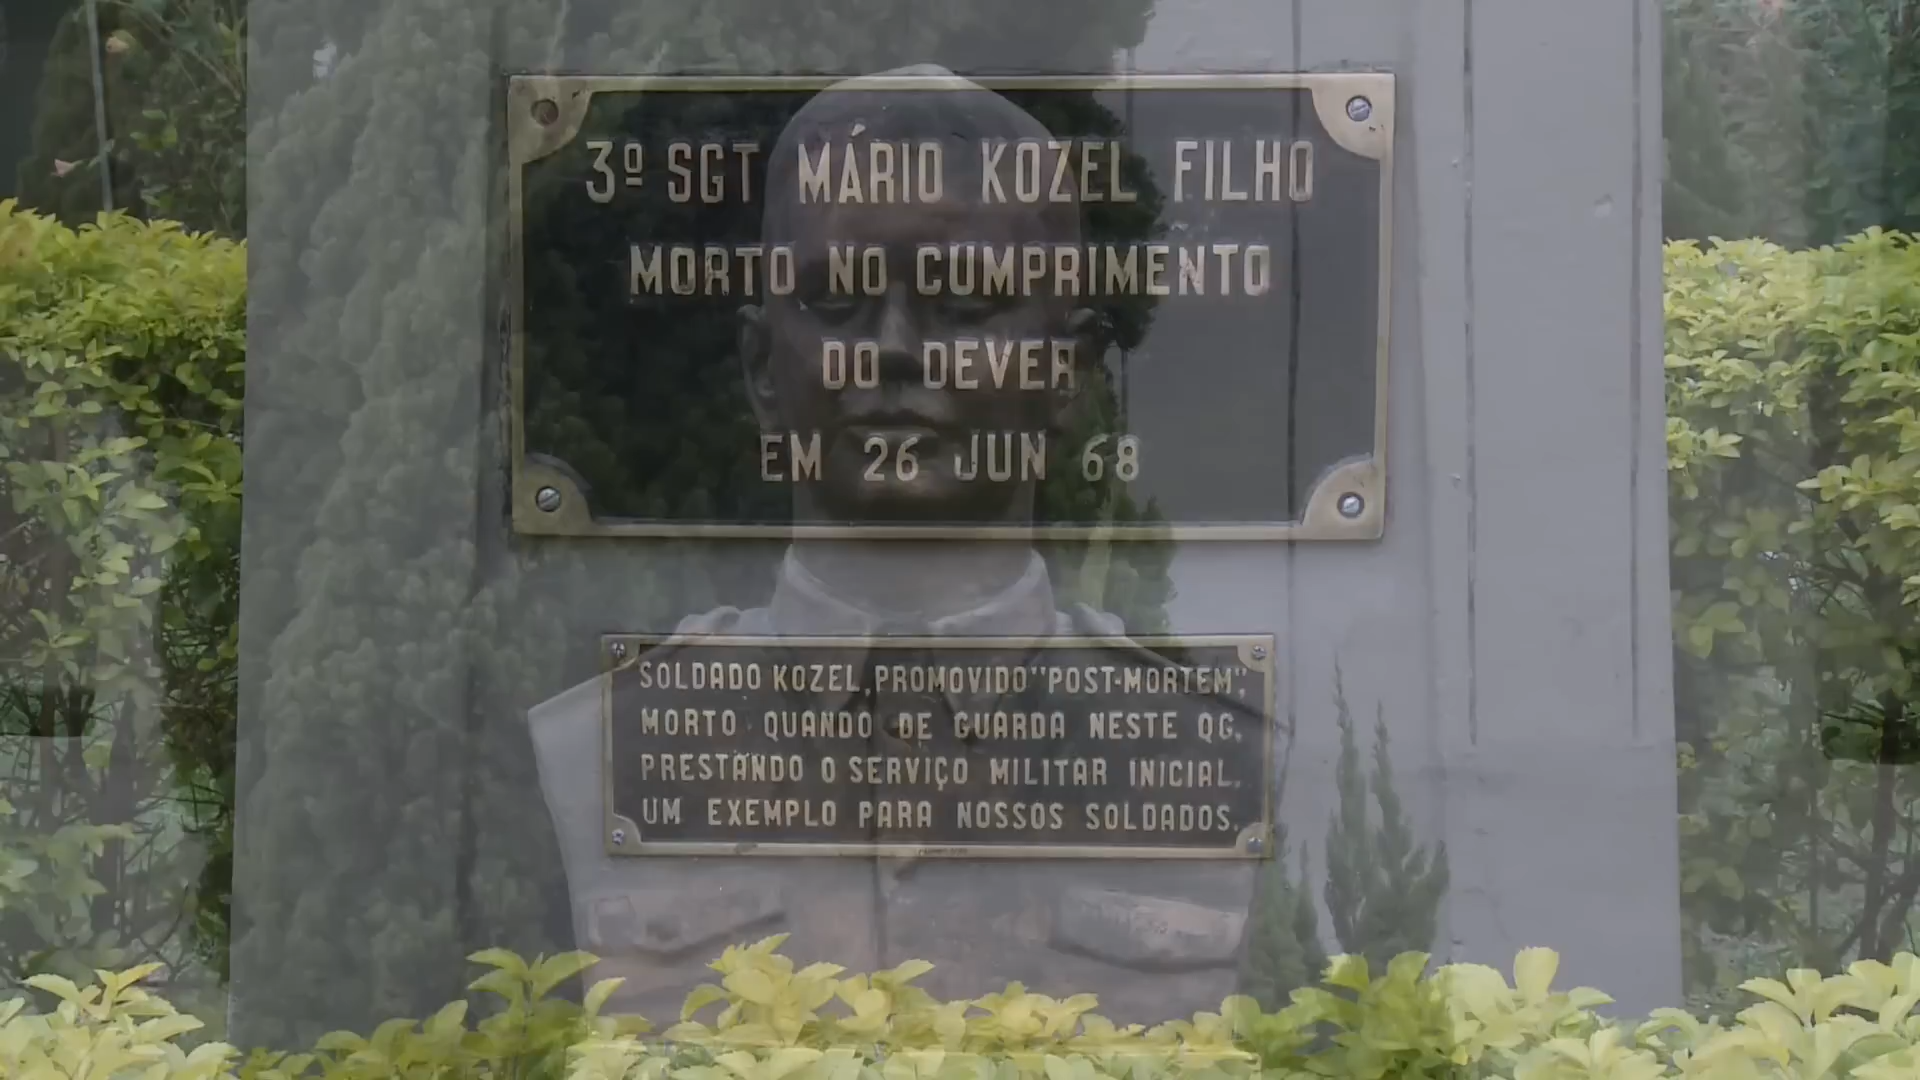 3º SGT MÁRIO KOZEL FILHO
MORTO NO CUMPRIMENTO
DO DEVER
EM 26 JUN 68
SOLDADO KOZEL, PROMOVIDO "POST-MORTEM",
MORTO QUANDO DE GUARDA NESTE QG,
PRESTANDO O SERVIÇO MILITAR INICIAL,
UM EXEMPLO PARA NOSSOS SOLDADOS.